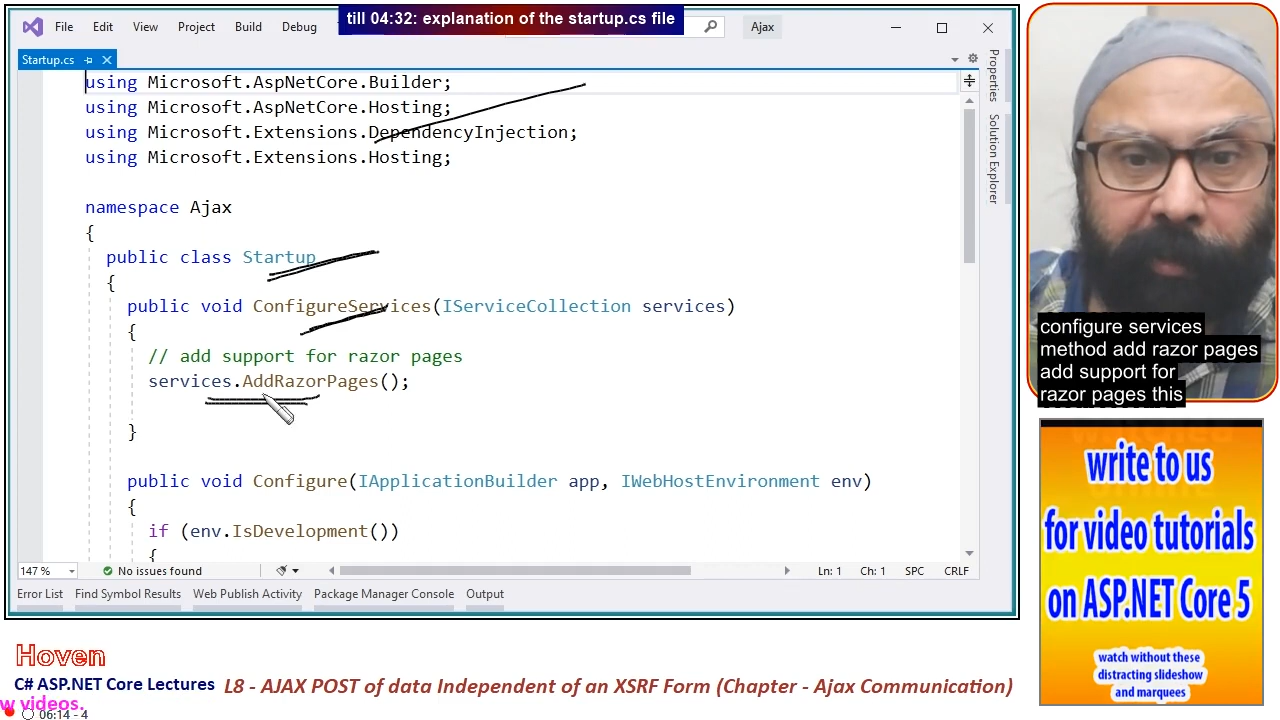 File Edit View Project Build Debug
till 04:32: explanation of the startup.cs file
Ajax
Startup.cs
using Microsoft.AspNetCore.Builder;
using Microsoft.AspNetCore.Hosting;
using Microsoft.Extensions.DependencyInjection;
using Microsoft.Extensions.Hosting;
namespace Ajax
{
public class Startup
{
public void ConfigureServices(IServiceCollection services)
{
// add support for razor pages
services.AddRazorPages();
}
public void Configure(IApplicationBuilder app, IWebHostEnvironment env)
{
if (env.IsDevelopment())
{
147 % No issues found Ln: 1 Ch: 1 SPC CRLF
Error List Find Symbol Results Web Publish Activity Package Manager Console Output
Properties
Solution Explorer
configure services
method add razor pages
add support for
razor pages this
write to us
for video tutorials
on ASP.NET Core 5
watch without these
distracting slideshow
and marquees
Hoven
C# ASP.NET Core Lectures
L8 - AJAX POST of data Independent of an XSRF Form (Chapter - Ajax Communication)
w videos.
06:14 - 4